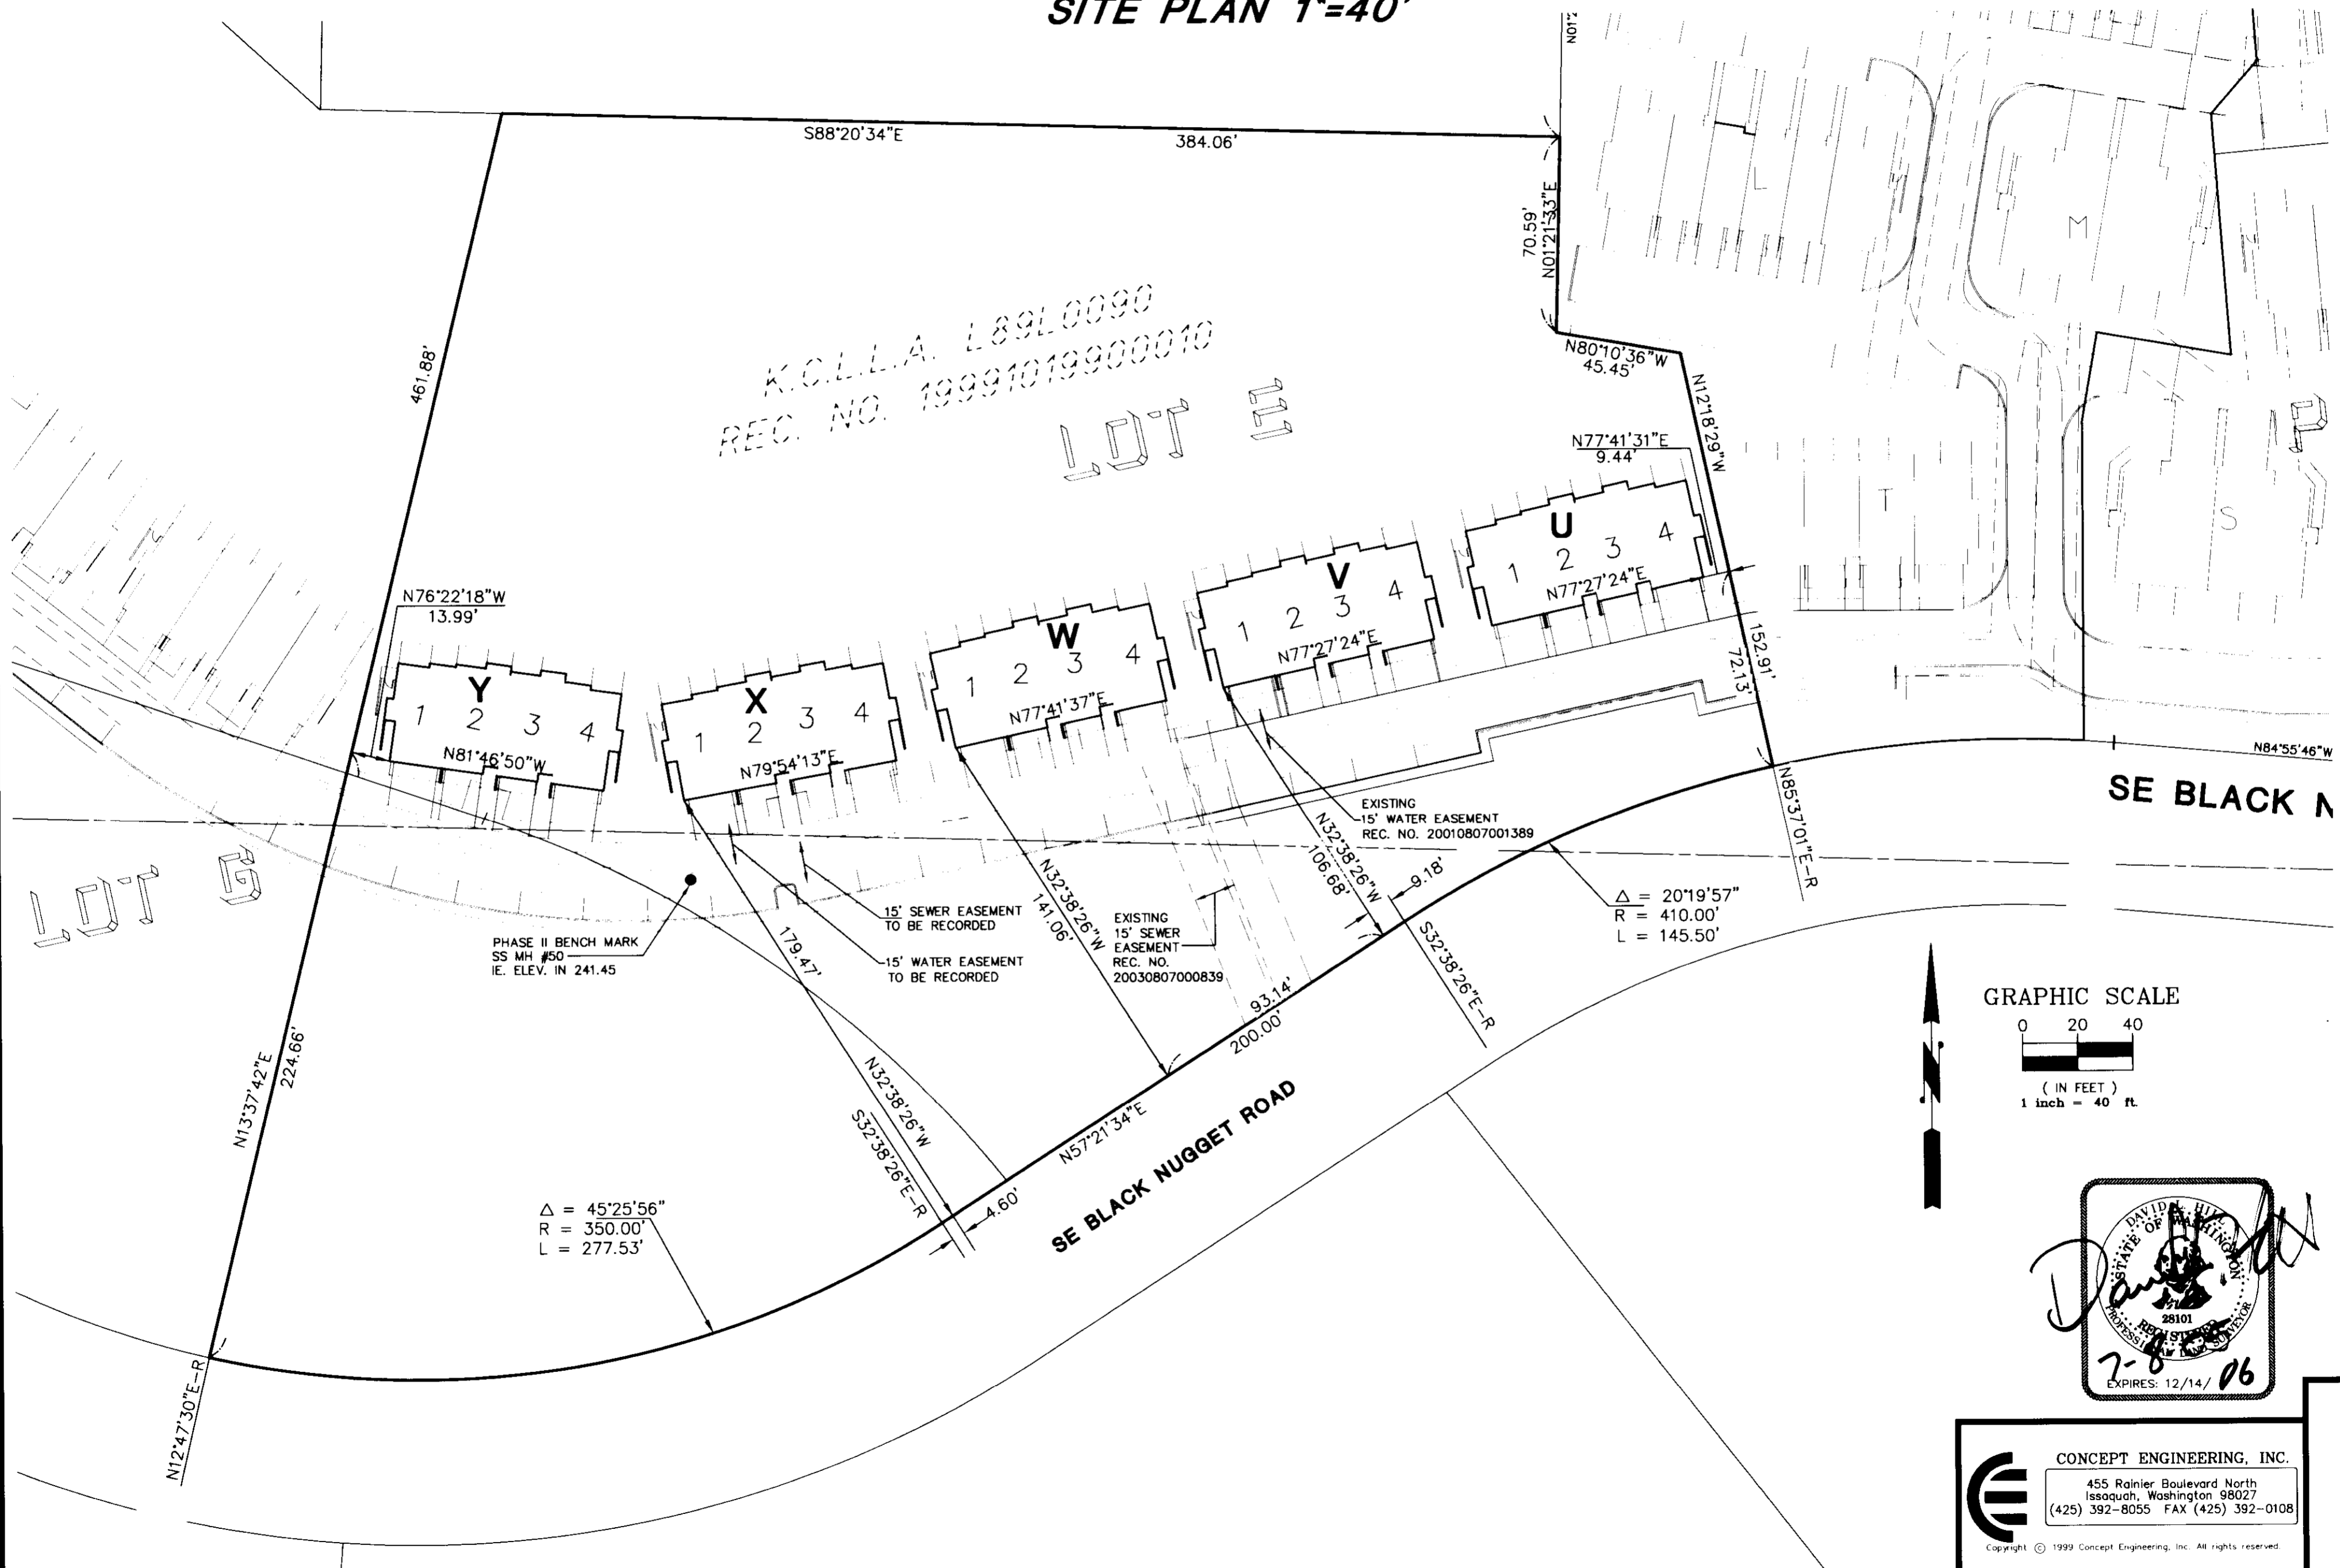 SITE PLAN 1"=40'
S88°20'34"E
384.06'
70.59'
N01°21'33"E
461.88'
K.C.L.L.A. L89L0090
REC. NO. 19991019900010
LOT E
N80°10'36"W
45.45'
N12°18'29"W
N77°41'31"E
9.44'
L
M
P
T
S
U
1 2 3 4
N77°27'24"E
V
1 2 3 4
N77°27'24"E
W
1 2 3 4
N77°41'37"E
X
1 2 3 4
N79°54'13"E
Y
1 2 3 4
N81°46'50"W
N76°22'18"W
13.99'
152.91'
72.13'
N84°55'46"W
SE BLACK N
N85°37'01"E-R
EXISTING
15' WATER EASEMENT
REC. NO. 20010807001389
N32°38'26"W
106.68'
9.18'
Δ = 20°19'57"
R = 410.00'
L = 145.50'
LOT G
PHASE II BENCH MARK
SS MH #50
IE. ELEV. IN 241.45
15' SEWER EASEMENT
TO BE RECORDED
15' WATER EASEMENT
TO BE RECORDED
179.47'
N32°38'26"W
N32°38'26"W
141.06'
EXISTING
15' SEWER
EASEMENT
REC. NO.
20030807000839
S32°38'26"E-R
93.14'
200.00'
N57°21'34"E
S32°38'26"E-R
4.60'
SE BLACK NUGGET ROAD
N13°37'42"E
224.66'
Δ = 45°25'56"
R = 350.00'
L = 277.53'
N12°47'30"E-R
GRAPHIC SCALE
0 20 40
( IN FEET )
1 inch = 40 ft.
N
DAVID L. HILL
STATE OF WASHINGTON
28101
REGISTERED
PROFESSIONAL LAND SURVEYOR
EXPIRES: 12/14/06
CONCEPT ENGINEERING, INC.
455 Rainier Boulevard North
Issaquah, Washington 98027
(425) 392-8055 FAX (425) 392-0108
Copyright © 1999 Concept Engineering, Inc. All rights reserved.